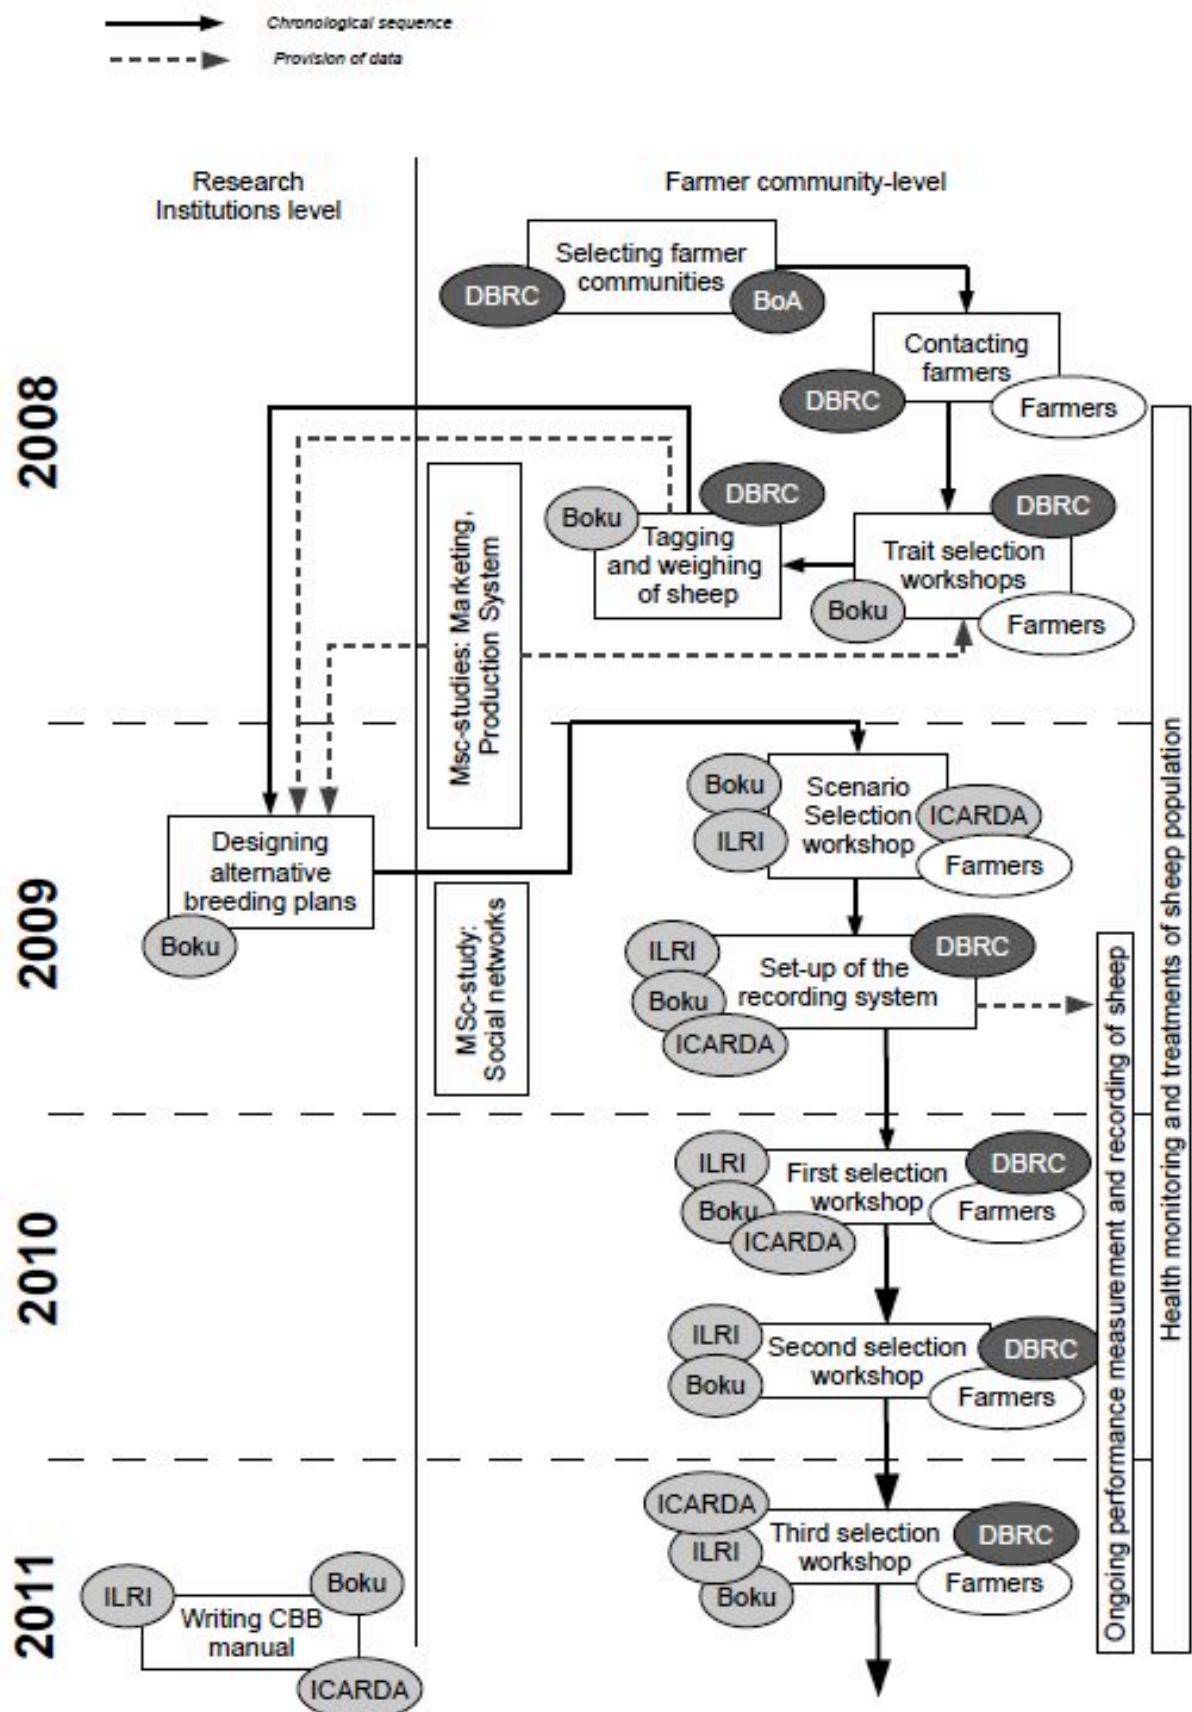 Chronological sequence
Provision of data
Research
Institutions level
Farmer community-level
2008
Selecting farmer
communities
DBRC
BoA
Contacting
farmers
DBRC
Farmers
Trait selection
workshops
DBRC
Boku
Farmers
Tagging
and weighing
of sheep
Boku
DBRC
Msc-studies: Marketing,
Production System
Health monitoring and treatments of sheep population
2009
Designing
alternative
breeding plans
Boku
MSc-study:
Social networks
Scenario
Selection
workshop
Boku
ILRI
ICARDA
Farmers
Set-up of the
recording system
ILRI
Boku
ICARDA
DBRC
Ongoing performance measurement and recording of sheep
2010
First selection
workshop
ILRI
Boku
ICARDA
DBRC
Farmers
Second selection
workshop
ILRI
Boku
DBRC
Farmers
2011
Third selection
workshop
ICARDA
ILRI
Boku
DBRC
Farmers
Writing CBB
manual
ILRI
Boku
ICARDA